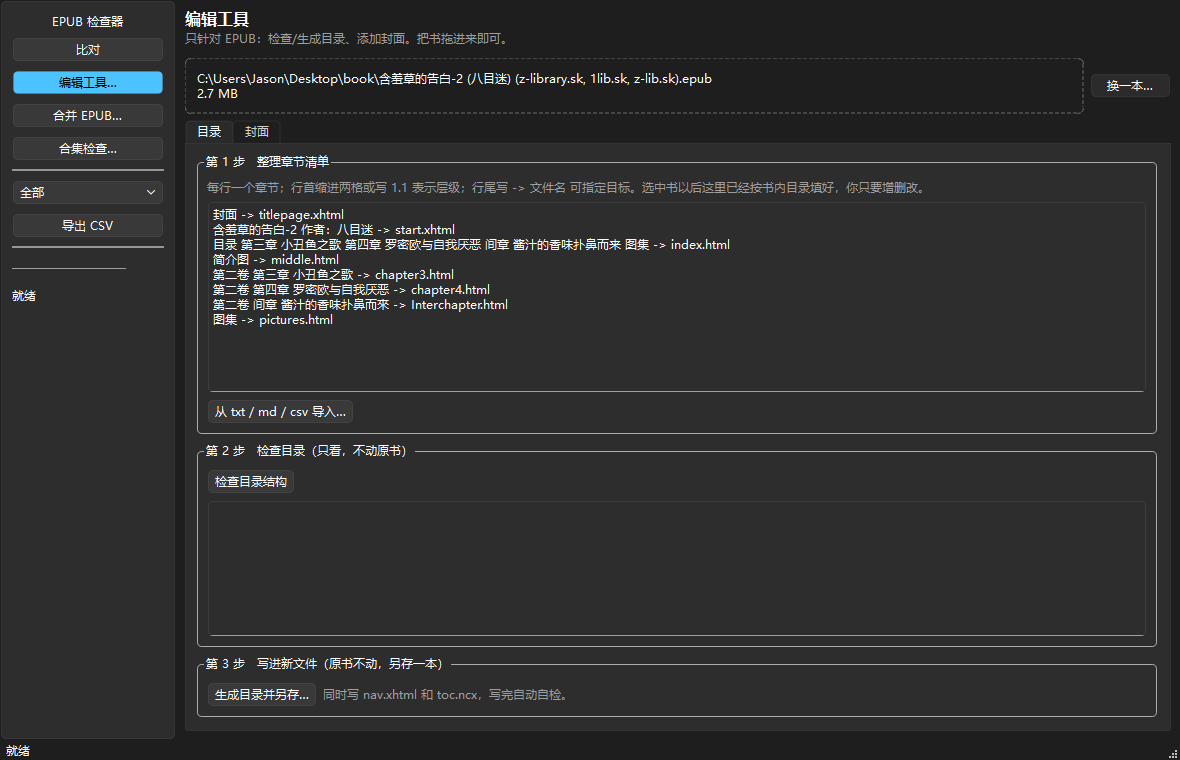 EPUB 检查器
比对
编辑工具...
合并 EPUB...
合集检查...
全部
导出 CSV
就绪
编辑工具
只针对 EPUB：检查/生成目录、添加封面。把书拖进来即可。
C:\Users\Jason\Desktop\book\含羞草的告白-2 (八目迷) (z-library.sk, 1lib.sk, z-lib.sk).epub
2.7 MB
换一本...
目录 封面
第 1 步 整理章节清单
每行一个章节；行首缩进两格或写 1.1 表示层级；行尾写 -> 文件名 可指定目标。选中书以后这里已经按书内目录填好，你只要增删改。
封面 -> titlepage.xhtml
含羞草的告白-2 作者：八目迷 -> start.xhtml
目录 第三章 小丑鱼之歌 第四章 罗密欧与自我厌恶 间章 酱汁的香味扑鼻而来 图集 -> index.html
简介图 -> middle.html
第二卷 第三章 小丑鱼之歌 -> chapter3.html
第二卷 第四章 罗密欧与自我厌恶 -> chapter4.html
第二卷 间章 酱汁的香味扑鼻而來 -> Interchapter.html
图集 -> pictures.html
从 txt / md / csv 导入...
第 2 步 检查目录（只看，不动原书）
检查目录结构
第 3 步 写进新文件（原书不动，另存一本）
生成目录并另存... 同时写 nav.xhtml 和 toc.ncx，写完自动自检。
就绪